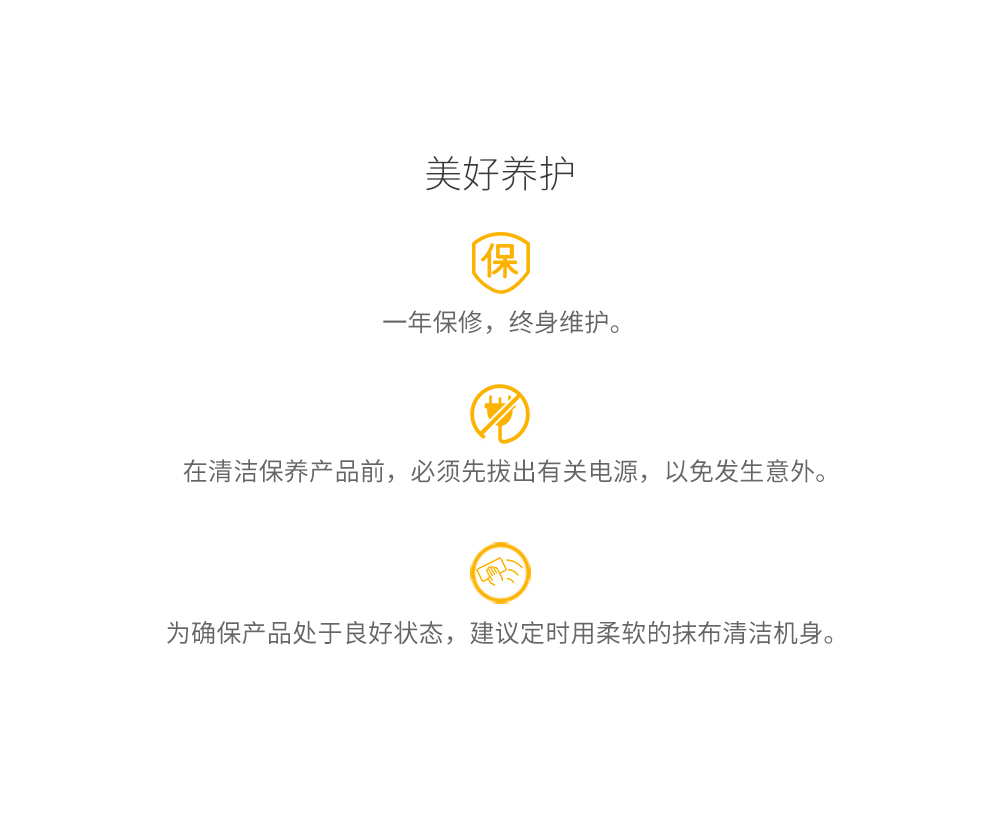 美好养护
保
一年保修，终身维护。
在清洁保养产品前，必须先拔出有关电源，以免发生意外。
为确保产品处于良好状态，建议定时用柔软的抹布清洁机身。